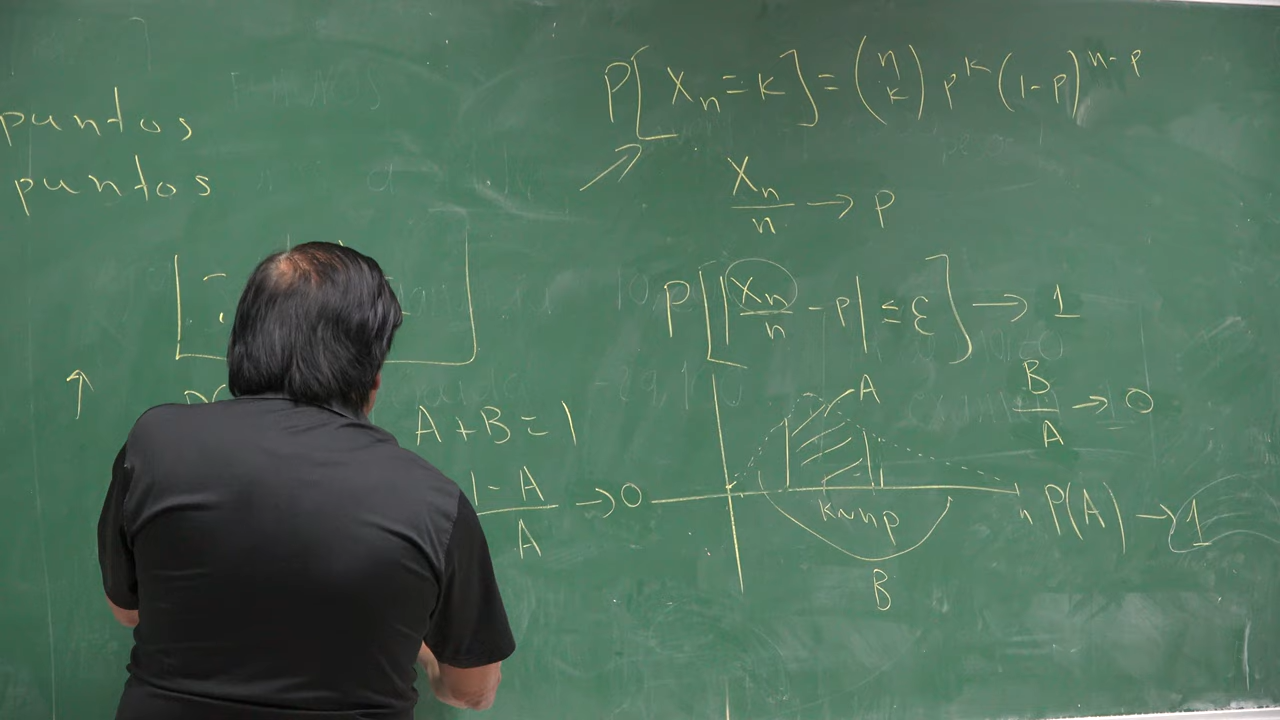 puntos
puntos
P[X_n = k] = (n k) p^k (1-p)^{n-p}
X_n / n → p
P[|X_n / n - p| ≤ ε] → 1
A + B = 1
1 - A / A → 0
A
B / A → 0
k ~ np
n
P(A) → 1
B